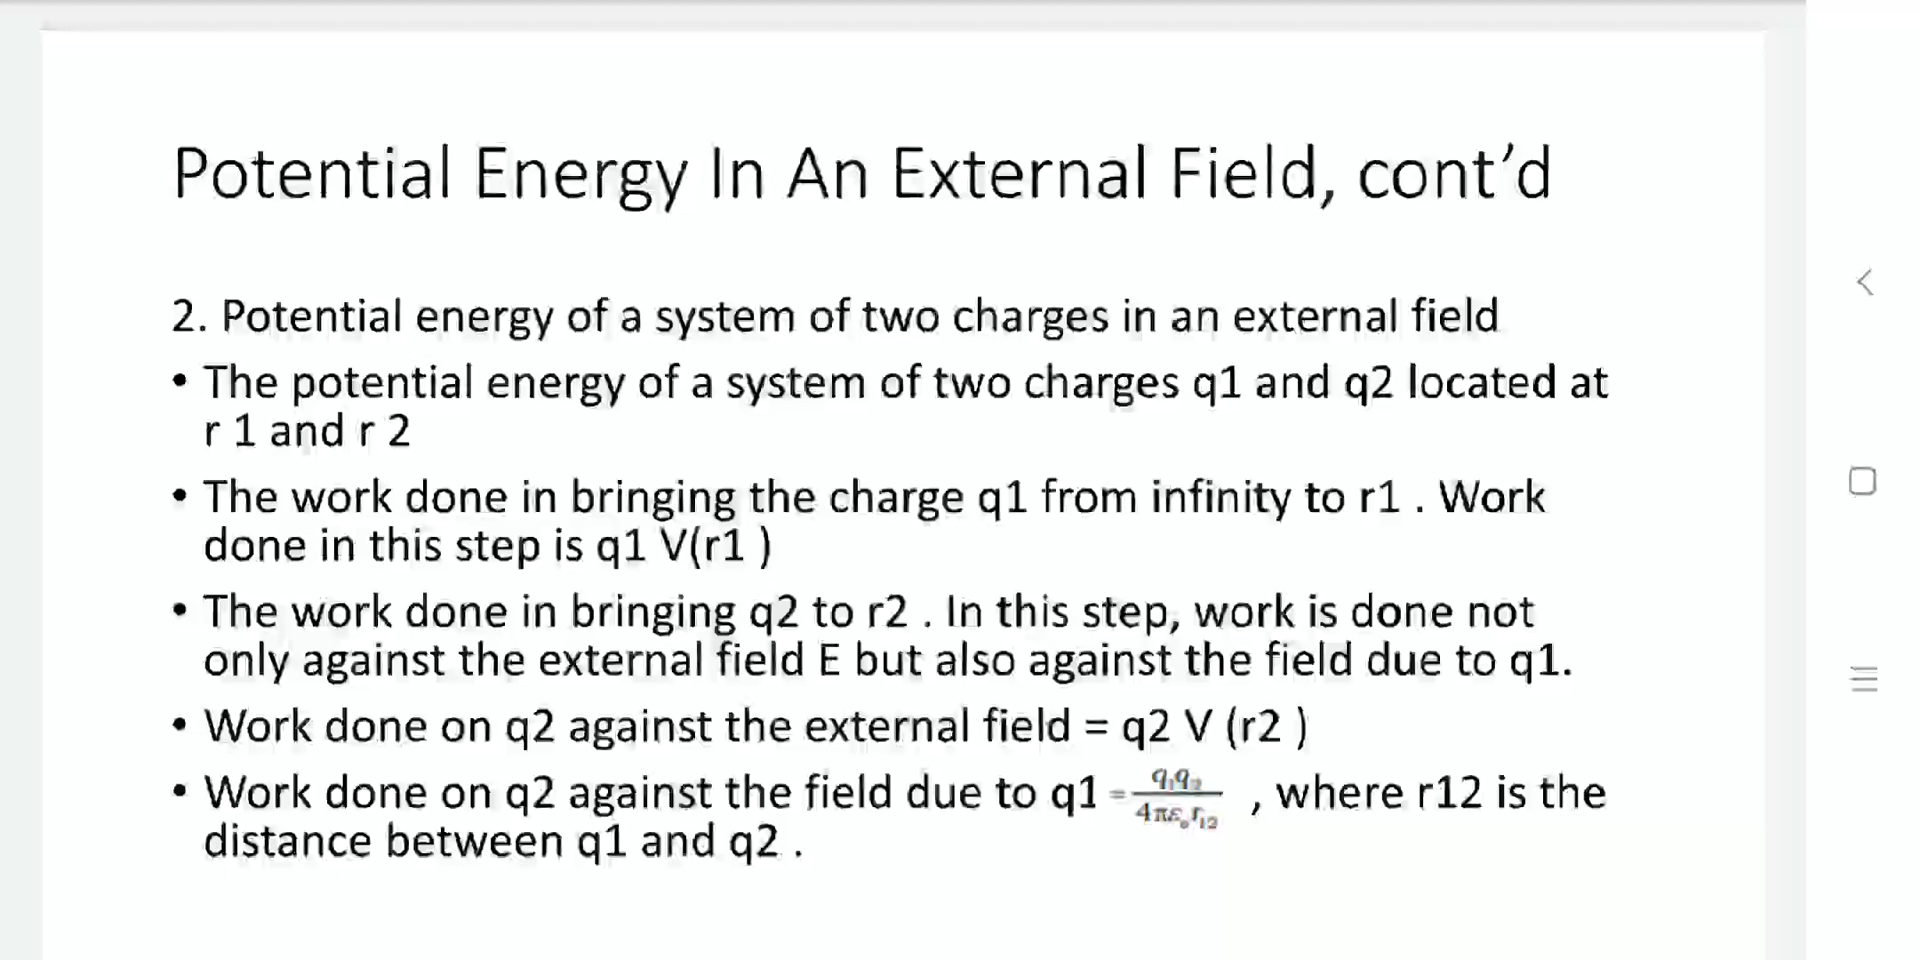 Potential Energy In An External Field, cont’d
2. Potential energy of a system of two charges in an external field
• The potential energy of a system of two charges q1 and q2 located at
r 1 and r 2
• The work done in bringing the charge q1 from infinity to r1 . Work
done in this step is q1 V(r1 )
• The work done in bringing q2 to r2 . In this step, work is done not
only against the external field E but also against the field due to q1.
• Work done on q2 against the external field = q2 V (r2 )
• Work done on q2 against the field due to q1 = q₁q₂ / 4πε₀r₁₂ , where r12 is the
distance between q1 and q2 .